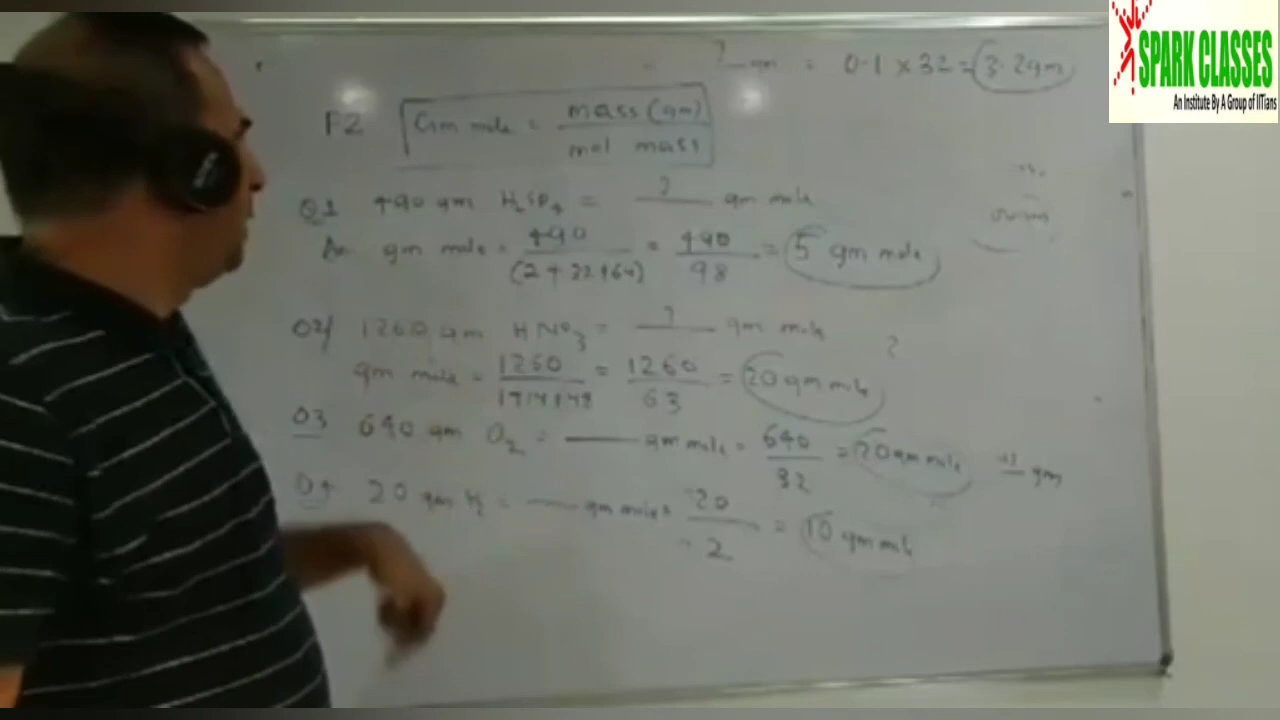 SPARK CLASSES
An Institute By A Group of IITians
? gm = 0.1 × 32 = 3.2gm
F2 Gm mole = mass (gm) / mol mass
Q1 490 gm H2SO4 = ? gm mole
gm mole = 490 / (2+32+64) = 490 / 98 = 5 gm mole
Q2 1260 gm HNO3 = ? gm mole
gm mole = 1260 / 1+14+48 = 1260 / 63 = 20 gm mole
Q3 640 gm O2 = gm mole = 640 / 32 = 20 gm mole
Q4 20 gm H2 = gm mole = 20 / 2 = 10 gm mole